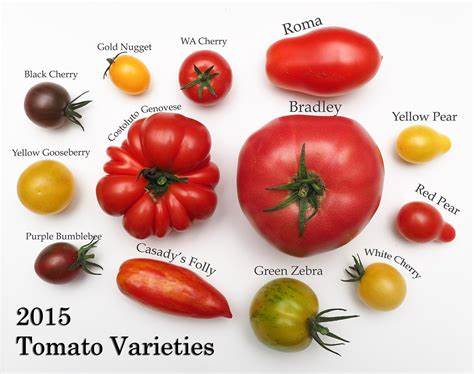 Roma
WA Cherry
Gold Nugget
Black Cherry
Costoluto Genovese
Bradley
Yellow Pear
Yellow Gooseberry
Red Pear
Purple Bumblebee
Casady's Folly
Green Zebra
White Cherry
2015
Tomato Varieties